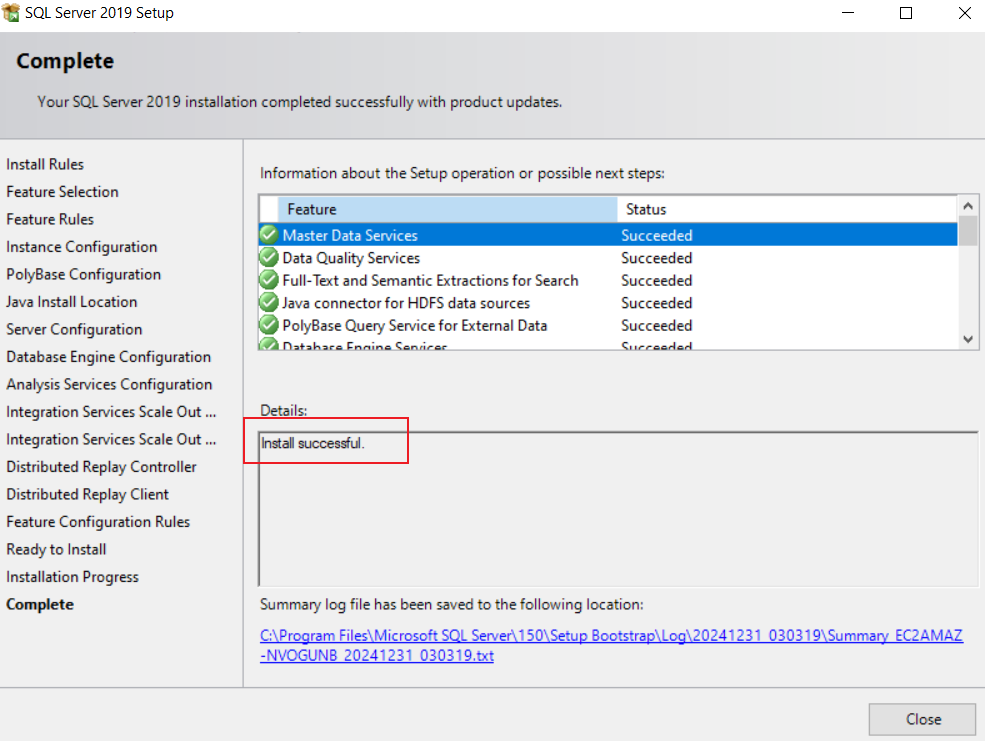 SQL Server 2019 Setup
Complete
Your SQL Server 2019 installation completed successfully with product updates.
Install Rules
Feature Selection
Feature Rules
Instance Configuration
PolyBase Configuration
Java Install Location
Server Configuration
Database Engine Configuration
Analysis Services Configuration
Integration Services Scale Out ...
Integration Services Scale Out ...
Distributed Replay Controller
Distributed Replay Client
Feature Configuration Rules
Ready to Install
Installation Progress
Complete
Information about the Setup operation or possible next steps:
Feature Status
Master Data Services Succeeded
Data Quality Services Succeeded
Full-Text and Semantic Extractions for Search Succeeded
Java connector for HDFS data sources Succeeded
PolyBase Query Service for External Data Succeeded
Database Engine Services Succeeded
Details:
Install successful.
Summary log file has been saved to the following location:
C:\Program Files\Microsoft SQL Server\150\Setup Bootstrap\Log\20241231_030319\Summary_EC2AMAZ
-NVOGUNB_20241231_030319.txt
Close